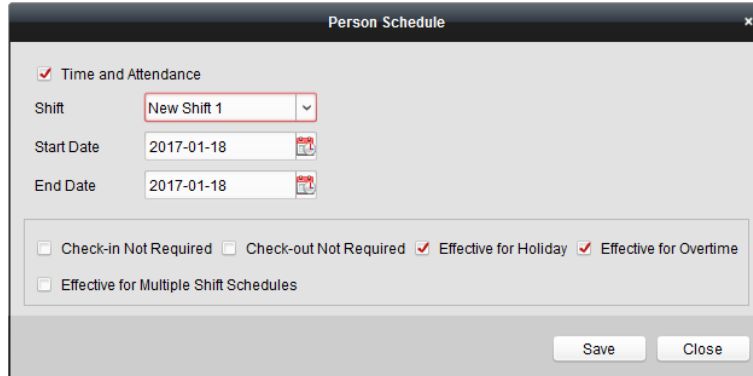 Person Schedule
Time and Attendance
Shift New Shift 1
Start Date 2017-01-18
End Date 2017-01-18
Check-in Not Required Check-out Not Required Effective for Holiday Effective for Overtime
Effective for Multiple Shift Schedules
Save Close